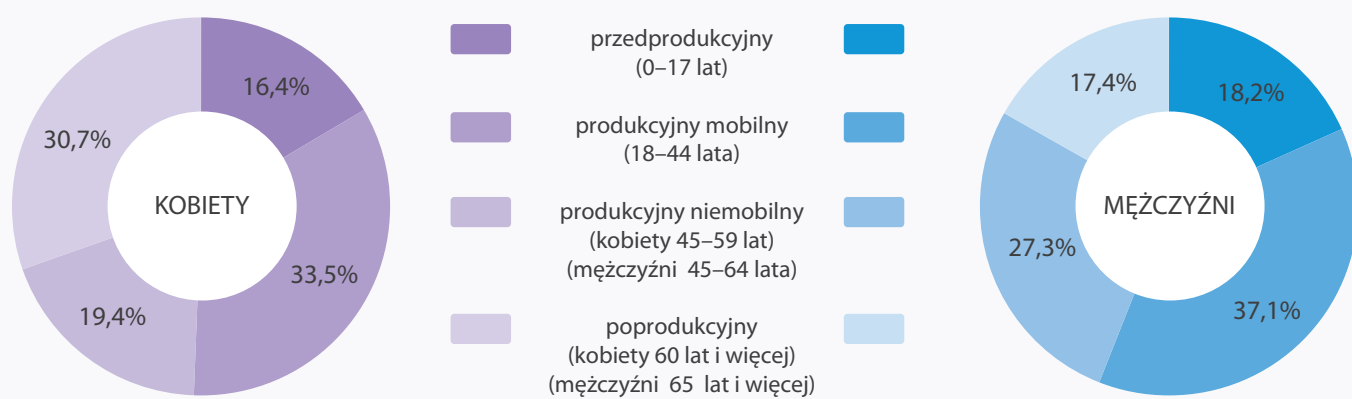 16,4%
33,5%
19,4%
30,7%
KOBIETY
przedprodukcyjny
(0–17 lat)
produkcyjny mobilny
(18–44 lata)
produkcyjny niemobilny
(kobiety 45–59 lat)
(mężczyźni 45–64 lata)
poprodukcyjny
(kobiety 60 lat i więcej)
(mężczyźni 65 lat i więcej)
18,2%
37,1%
27,3%
17,4%
MĘŻCZYŹNI